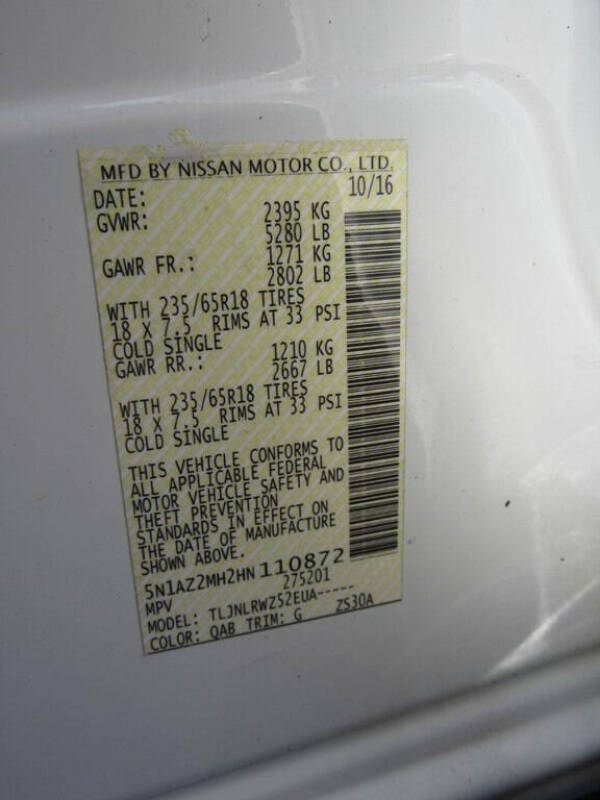 MFD BY NISSAN MOTOR CO., LTD.
DATE: 10/16
GVWR: 2395 KG
5280 LB
GAWR FR.: 1271 KG
2802 LB
WITH 235/65R18 TIRES
18 X 7.5 RIMS AT 33 PSI
COLD SINGLE
GAWR RR.: 1210 KG
2667 LB
WITH 235/65R18 TIRES
18 X 7.5 RIMS AT 33 PSI
COLD SINGLE
THIS VEHICLE CONFORMS TO
ALL APPLICABLE FEDERAL
MOTOR VEHICLE SAFETY AND
THEFT PREVENTION
STANDARDS IN EFFECT ON
THE DATE OF MANUFACTURE
SHOWN ABOVE.
5N1AZ2MH2HN110872
MPV 275201
MODEL: TLJNLRWZ52EUA-----
COLOR: QAB TRIM: G ZS30A